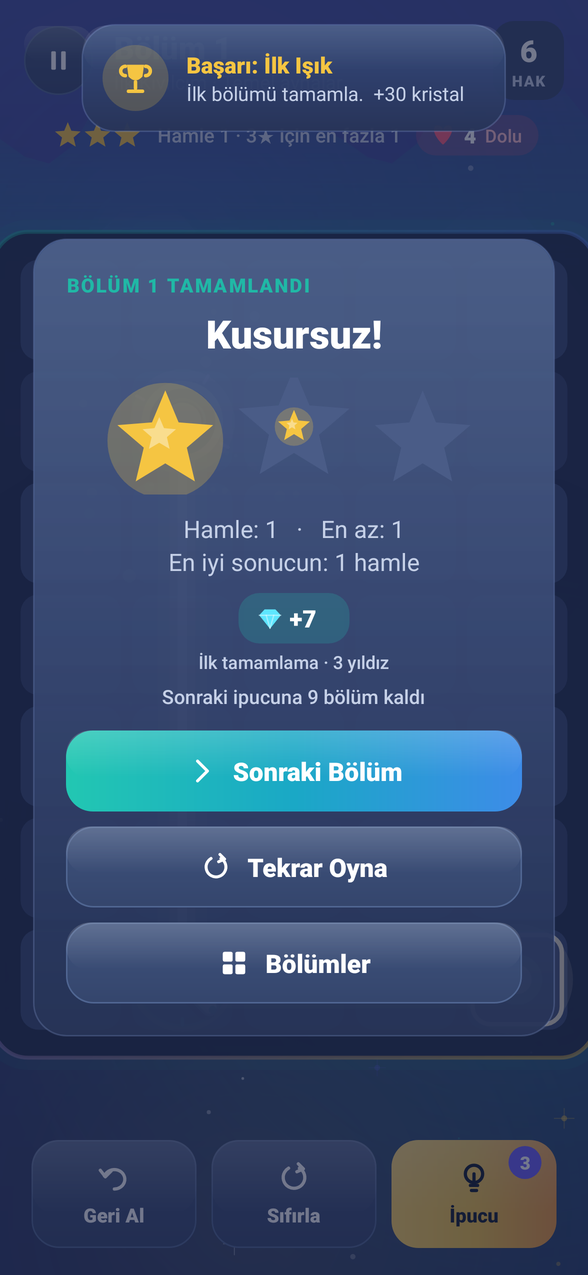 Başarı: İlk Işık
İlk bölümü tamamla. +30 kristal
6
HAK
Hamle 1 · 3★ için en fazla 1
4 Dolu
BÖLÜM 1 TAMAMLANDI
Kusursuz!
Hamle: 1 · En az: 1
En iyi sonucun: 1 hamle
+7
İlk tamamlama · 3 yıldız
Sonraki ipucuna 9 bölüm kaldı
Sonraki Bölüm
Tekrar Oyna
Bölümler
Geri Al
Sıfırla
3
İpucu